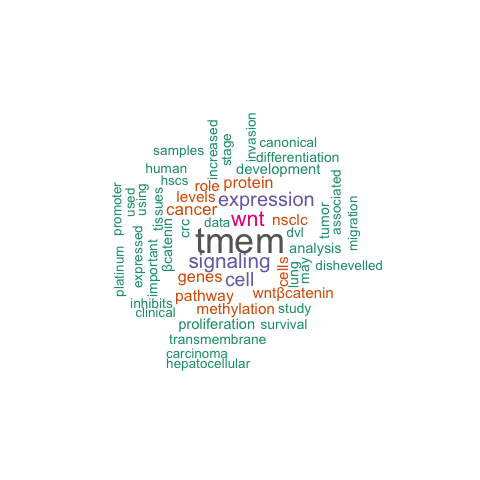 invasion
increased
stage
canonical
samples
differentiation
human
development
hscs
role
protein
promoter
used
using
tissues
levels
expression
associated
cancer
data
wnt
nsclc
tumor
migration
crc
tmem
dvl
βcatenin
analysis
expressed
important
platinum
signaling
cells
lung
may
dishevelled
genes
cell
pathway
wntβcatenin
inhibits
clinical
methylation
study
proliferation
survival
transmembrane
carcinoma
hepatocellular